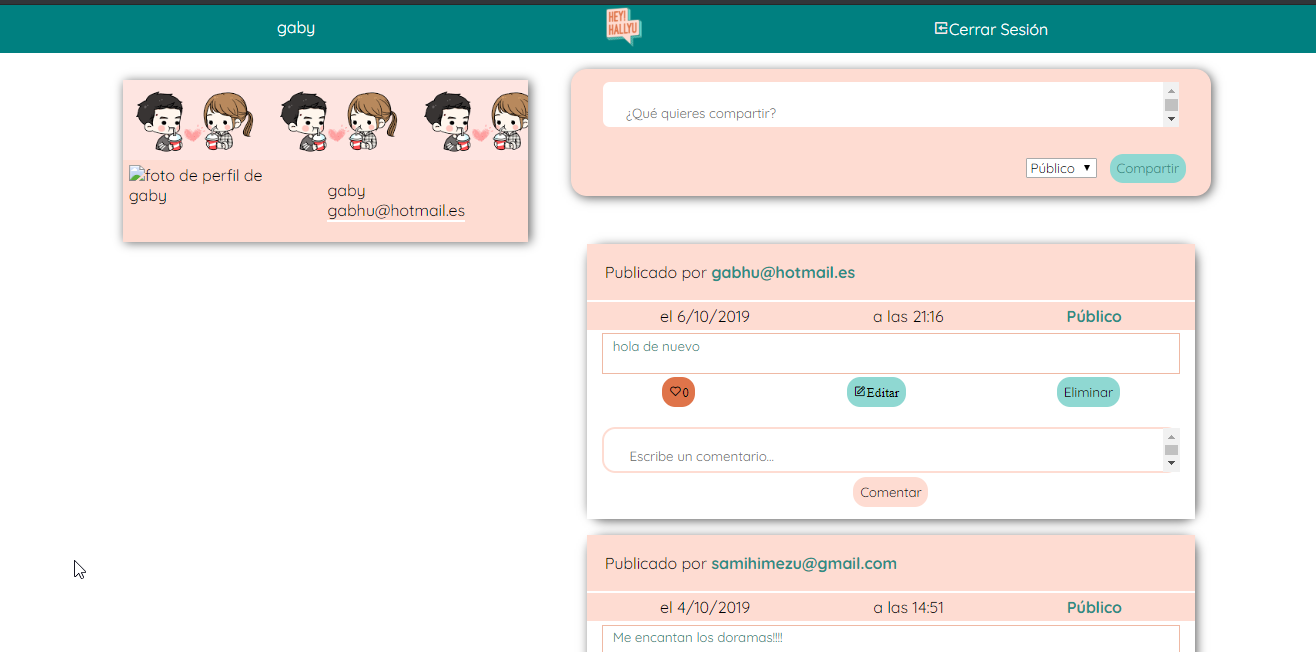 gaby
HEY!
HALLYU
Cerrar Sesión
foto de perfil de
gaby
gaby
gabhu@hotmail.es
¿Qué quieres compartir?
Público
Compartir
Publicado por gabhu@hotmail.es
el 6/10/2019 a las 21:16 Público
hola de nuevo
0 Editar Eliminar
Escribe un comentario...
Comentar
Publicado por samihimezu@gmail.com
el 4/10/2019 a las 14:51 Público
Me encantan los doramas!!!!